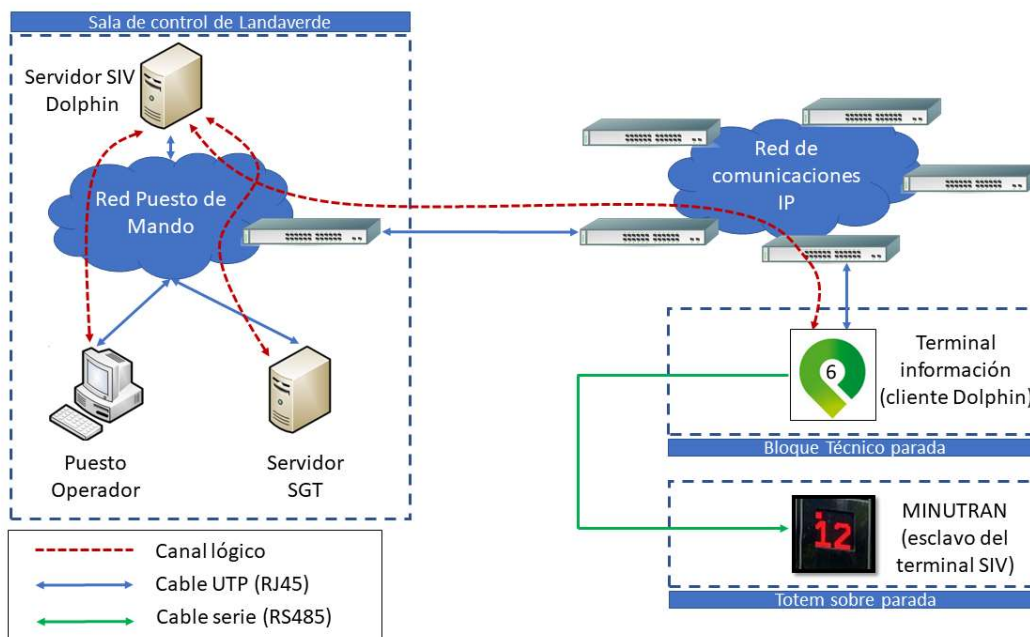 Sala de control de Landaverde
Servidor SIV
Dolphin
Red Puesto de
Mando
Puesto
Operador
Servidor
SGT
Red de
comunicaciones
IP
6
Terminal
información
(cliente Dolphin)
Bloque Técnico parada
12
MINUTRAN
(esclavo del
terminal SIV)
Totem sobre parada
Canal lógico
Cable UTP (RJ45)
Cable serie (RS485)